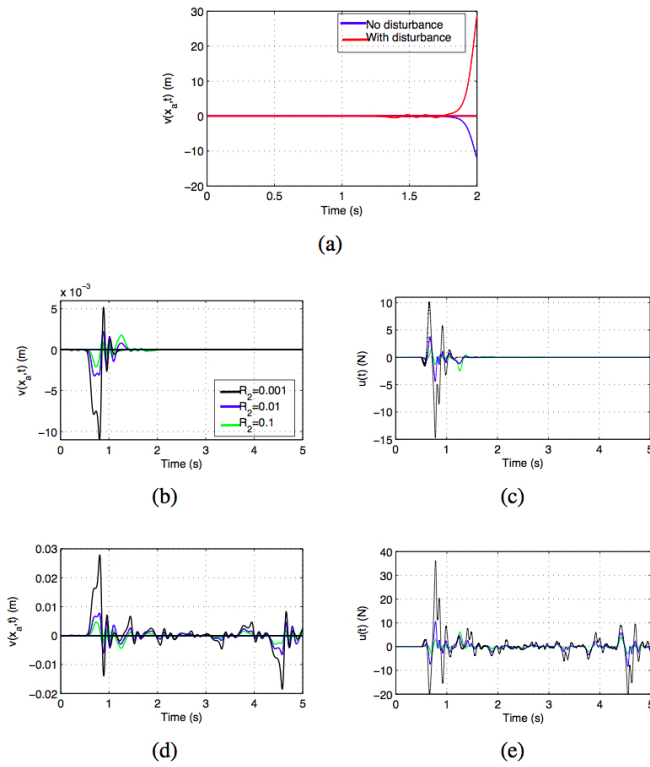 30
20
10
0
−10
−20
0
0.5
1
1.5
2
v(x_a,t) (m)
Time (s)
No disturbance
With disturbance
(a)
x 10^−3
5
0
−5
−10
0
1
2
3
4
5
v(x_a,t) (m)
Time (s)
R_2=0.001
R_2=0.01
R_2=0.1
(b)
10
5
0
−5
−10
−15
0
1
2
3
4
5
u(t) (N)
Time (s)
(c)
0.03
0.02
0.01
0
−0.01
−0.02
0
1
2
3
4
5
v(x_a,t) (m)
Time (s)
(d)
40
30
20
10
0
−10
−20
0
1
2
3
4
5
u(t) (N)
Time (s)
(e)